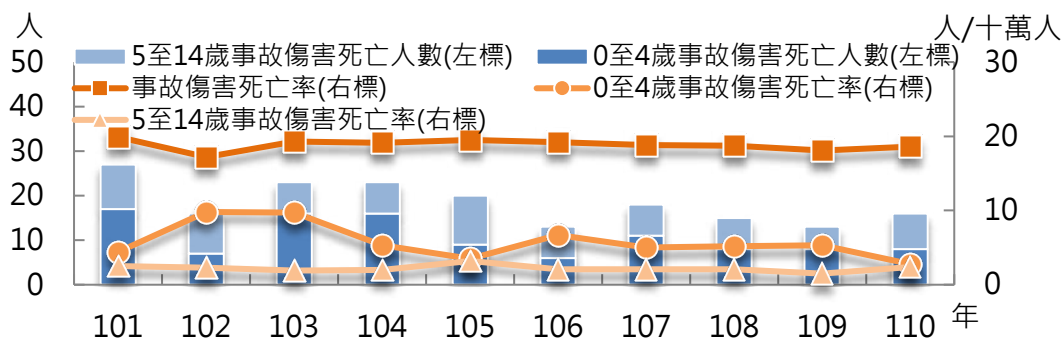 人
人/十萬人
5至14歲事故傷害死亡人數(左標)
0至4歲事故傷害死亡人數(左標)
事故傷害死亡率(右標)
0至4歲事故傷害死亡率(右標)
5至14歲事故傷害死亡率(右標)
50
40
30
20
10
0
30
20
10
0
101 102 103 104 105 106 107 108 109 110 年